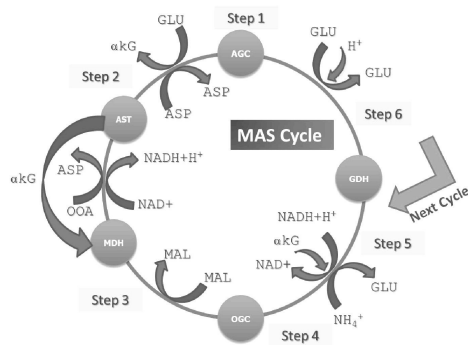 Step 1
GLU
αkG
AGC
GLU
H+
GLU
Step 2
ASP
ASP
Step 6
AST
MAS Cycle
αkG
ASP
NADH+H+
OOA
NAD+
GDH
Next Cycle
NADH+H+
MDH
αkG
Step 5
MAL
NAD+
MAL
GLU
Step 3
OGC
NH4+
Step 4